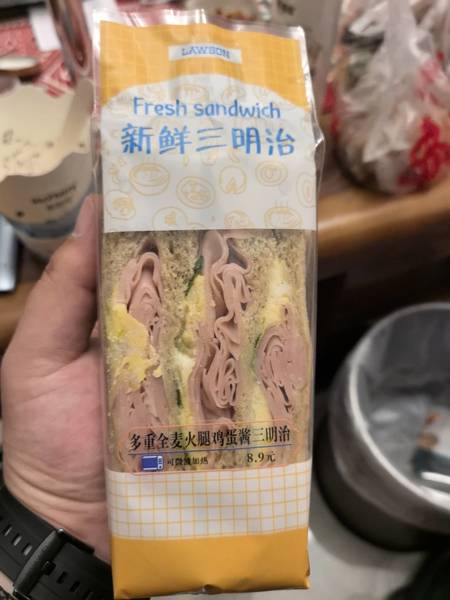 LAWSON
Fresh sandwich
新鲜三明治
多重全麦火腿鸡蛋酱三明治
可微波加热
8.9元